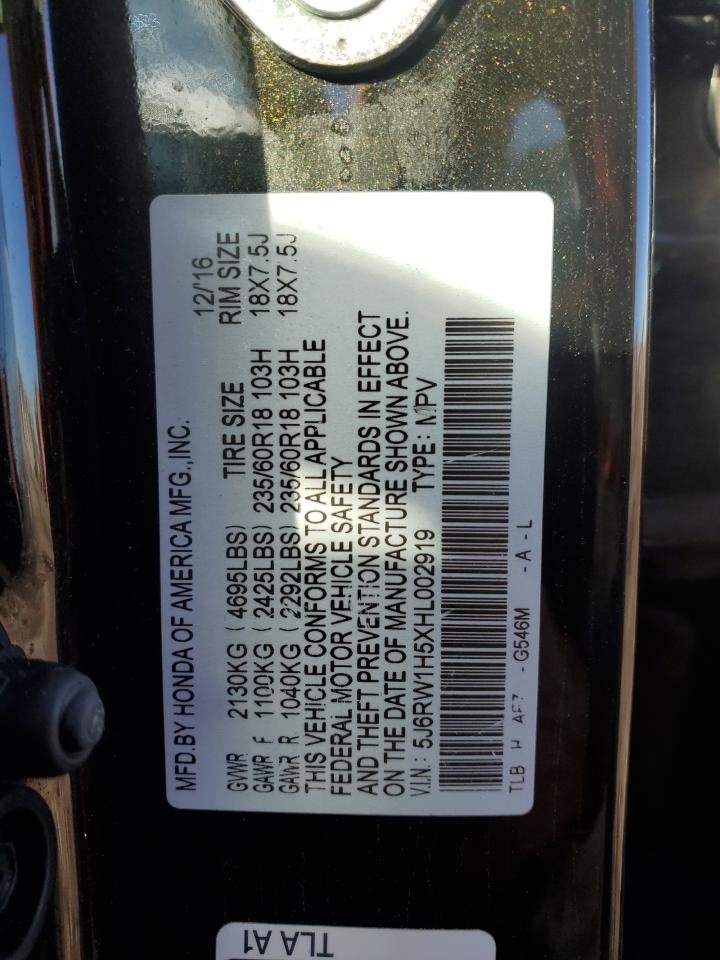 MFD.BY HONDA OF AMERICA MFG.,INC. 12/16
TIRE SIZE RIM SIZE
GVWR 2130KG ( 4695LBS)
GAWR F 1100KG ( 2425LBS) 235/60R18 103H 18X7.5J
GAWR R 1040KG ( 2292LBS) 235/60R18 103H 18X7.5J
THIS VEHICLE CONFORMS TO ALL APPLICABLE
FEDERAL MOTOR VEHICLE SAFETY
AND THEFT PREVENTION STANDARDS IN EFFECT
ON THE DATE OF MANUFACTURE SHOWN ABOVE.
V.I.N.: 5J6RW1H5XHL002919 TYPE: MPV
TLB -G546M -A-L
TLA A1